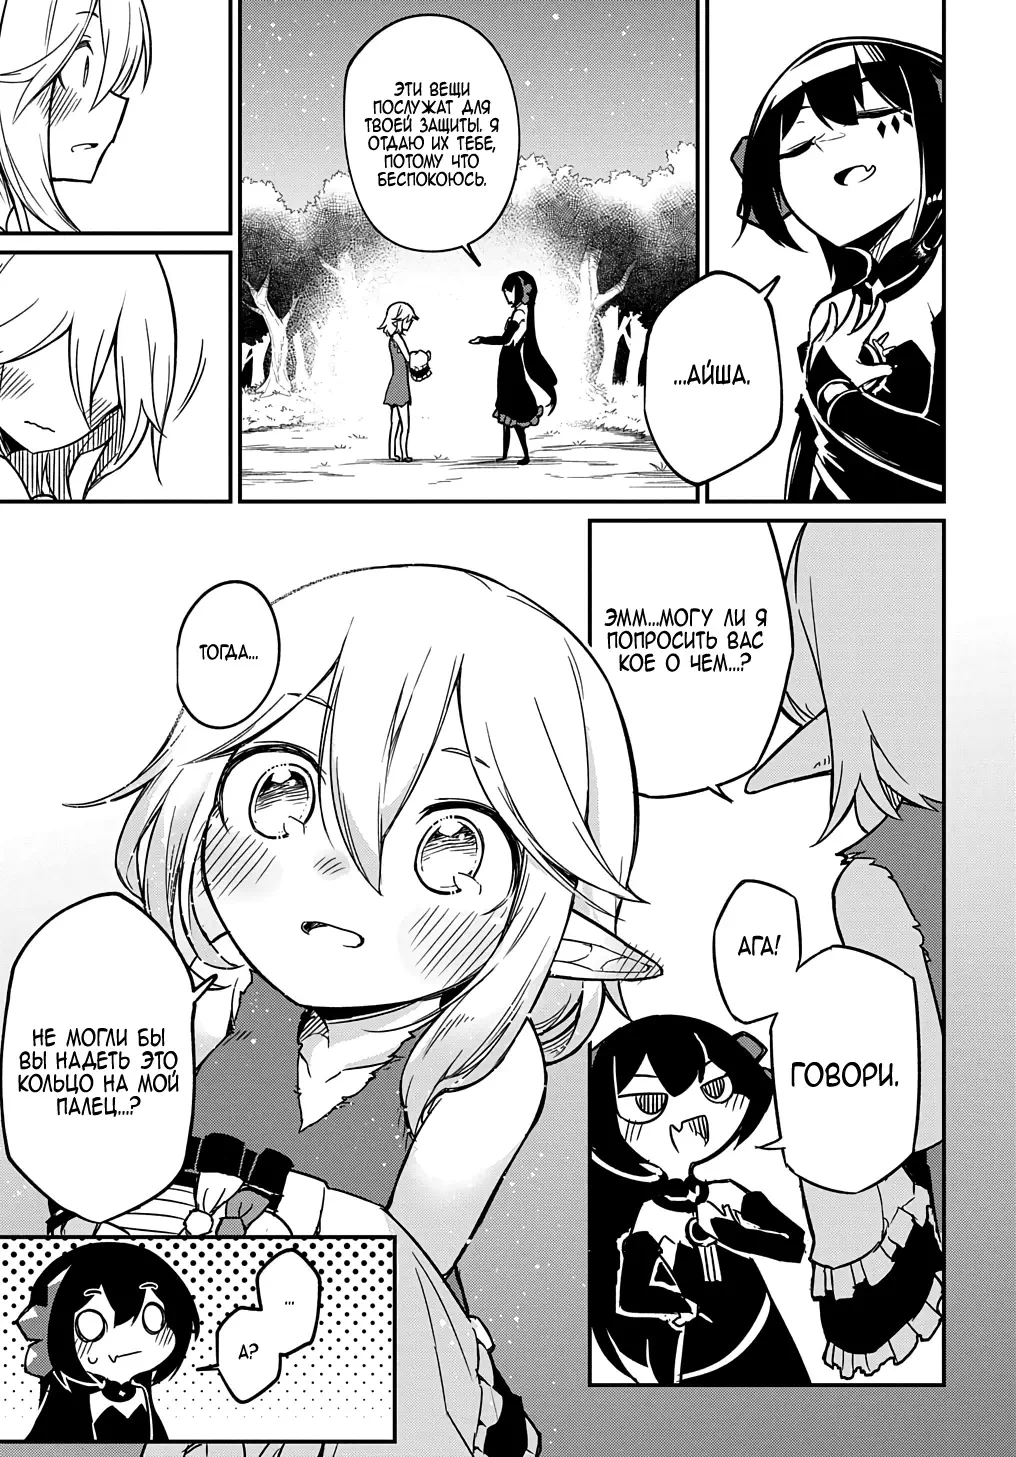 ...АЙША.
ЭТИ ВЕЩИ
ПОСЛУЖАТ ДЛЯ
ТВОЕЙ ЗАЩИТЫ. Я
ОТДАЮ ИХ ТЕБЕ,
ПОТОМУ ЧТО
БЕСПОКОЮСЬ.
ЭММ...МОГУ ЛИ Я
ПОПРОСИТЬ ВАС
КОЕ О ЧЕМ...?
АГА!
ГОВОРИ.
ТОГДА...
НЕ МОГЛИ БЫ
ВЫ НАДЕТЬ ЭТО
КОЛЬЦО НА МОЙ
ПАЛЕЦ...?
...
А?